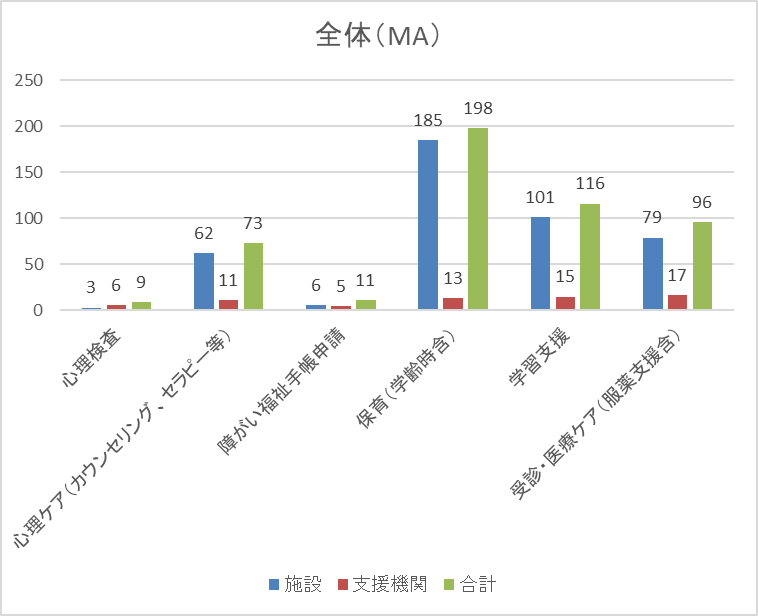 全体（MA）
250
200
150
100
50
0
3 6 9
62 11 73
6 5 11
185 13 198
101 15 116
79 17 96
心理検査
心理ケア（カウンセリング、セラピー等）
障がい福祉手帳申請
保育（学齢時含）
学習支援
受診・医療ケア（服薬支援含）
施設 支援機関 合計